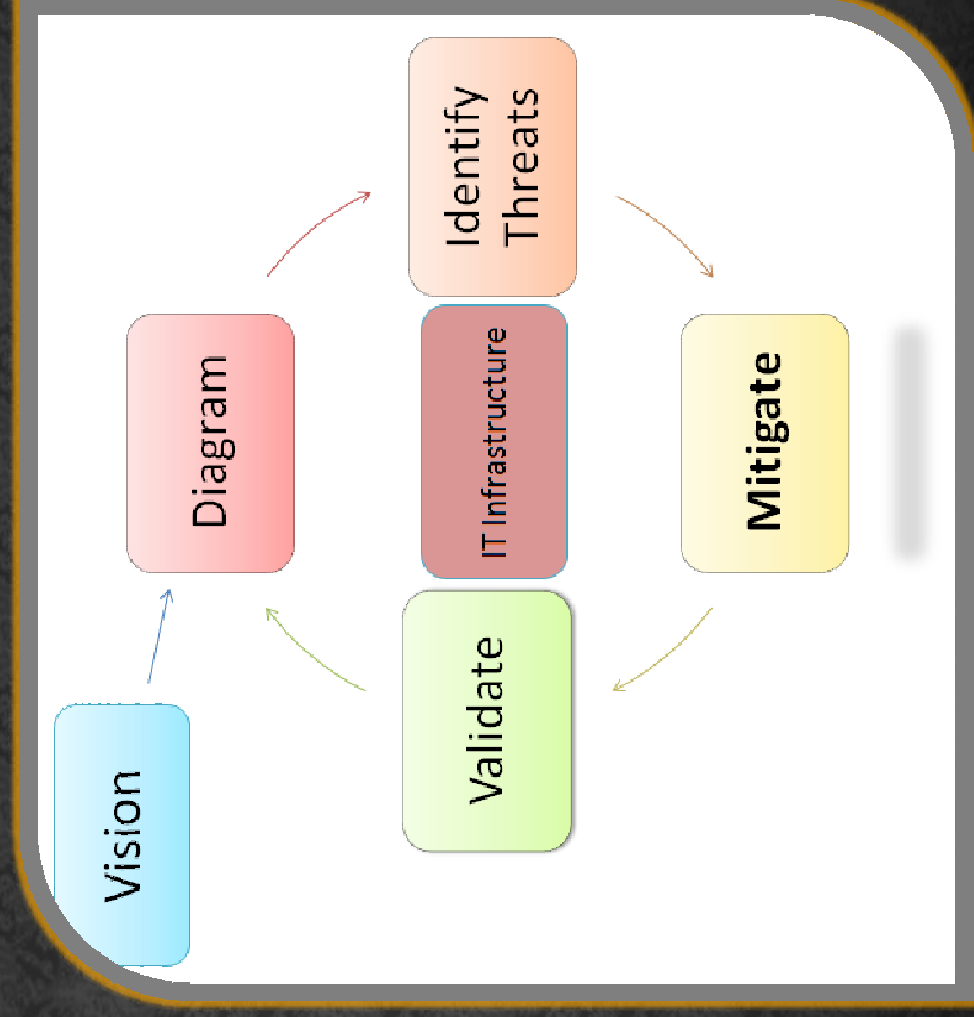 Vision
Diagram
Identify
Threats
IT Infrastructure
Validate
Mitigate